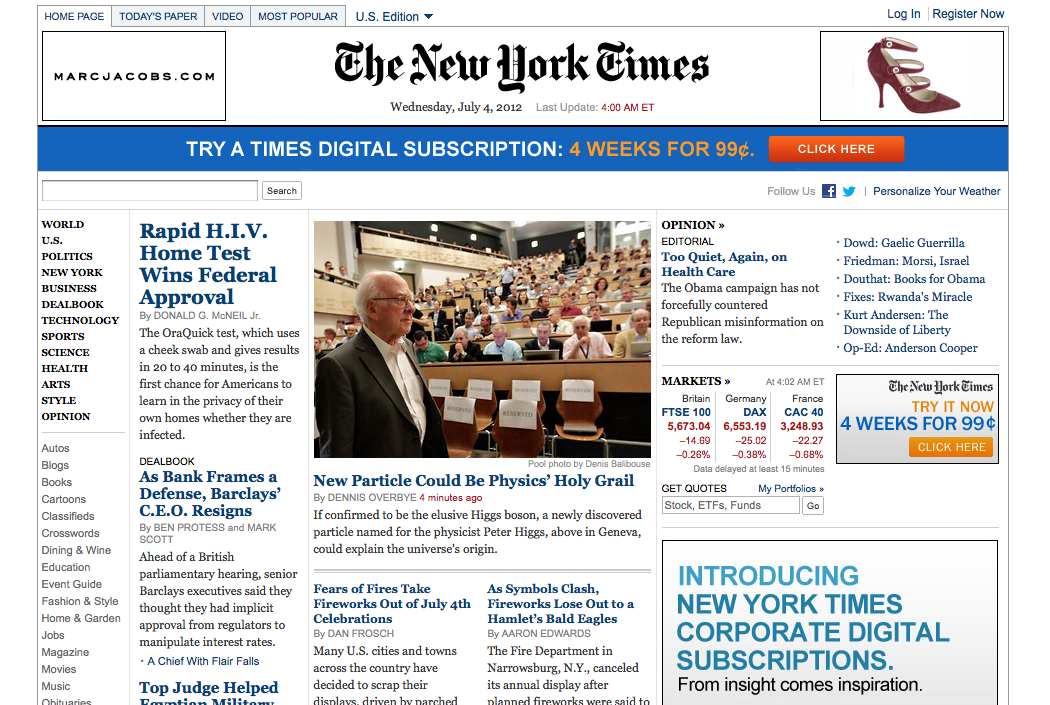 HOME PAGE
TODAY'S PAPER
VIDEO
MOST POPULAR
U.S. Edition
Log In
Register Now
MARCJACOBS.COM
The New York Times
Wednesday, July 4, 2012
Last Update: 4:00 AM ET
TRY A TIMES DIGITAL SUBSCRIPTION: 4 WEEKS FOR 99¢.
CLICK HERE
Search
Follow Us
| Personalize Your Weather
WORLD
U.S.
POLITICS
NEW YORK
BUSINESS
DEALBOOK
TECHNOLOGY
SPORTS
SCIENCE
HEALTH
ARTS
STYLE
OPINION
Autos
Blogs
Books
Cartoons
Classifieds
Crosswords
Dining & Wine
Education
Event Guide
Fashion & Style
Home & Garden
Jobs
Magazine
Movies
Music
Obituaries
Rapid H.I.V.
Home Test
Wins Federal
Approval
By DONALD G. McNEIL Jr.
The OraQuick test, which uses
a cheek swab and gives results
in 20 to 40 minutes, is the
first chance for Americans to
learn in the privacy of their
own homes whether they are
infected.
DEALBOOK
As Bank Frames a
Defense, Barclays'
C.E.O. Resigns
By BEN PROTESS and MARK
SCOTT
Ahead of a British
parliamentary hearing, senior
Barclays executives said they
thought they had implicit
approval from regulators to
manipulate interest rates.
· A Chief With Flair Falls
Top Judge Helped
Egyptian Military
RESERVED
RESERVED
RESERVED
RESERVED
RESERVED
RESERVED
Pool photo by Denis Balibouse
New Particle Could Be Physics' Holy Grail
By DENNIS OVERBYE 4 minutes ago
If confirmed to be the elusive Higgs boson, a newly discovered
particle named for the physicist Peter Higgs, above in Geneva,
could explain the universe's origin.
Fears of Fires Take
Fireworks Out of July 4th
Celebrations
By DAN FROSCH
Many U.S. cities and towns
across the country have
decided to scrap their
displays, driven by parched
As Symbols Clash,
Fireworks Lose Out to a
Hamlet's Bald Eagles
By AARON EDWARDS
The Fire Department in
Narrowsburg, N.Y., canceled
its annual display after
planned fireworks were said to
OPINION »
EDITORIAL
Too Quiet, Again, on
Health Care
The Obama campaign has not
forcefully countered
Republican misinformation on
the reform law.
· Dowd: Gaelic Guerrilla
· Friedman: Morsi, Israel
· Douthat: Books for Obama
· Fixes: Rwanda's Miracle
· Kurt Andersen: The
Downside of Liberty
· Op-Ed: Anderson Cooper
MARKETS »
At 4:02 AM ET
Britain Germany France
FTSE 100 DAX CAC 40
5,673.04 6,553.19 3,248.93
–14.69 –25.02 –22.27
–0.26% –0.38% –0.68%
Data delayed at least 15 minutes
GET QUOTES
My Portfolios »
Stock, ETFs, Funds
Go
The New York Times
TRY IT NOW
4 WEEKS FOR 99¢
CLICK HERE
INTRODUCING
NEW YORK TIMES
CORPORATE DIGITAL
SUBSCRIPTIONS.
From insight comes inspiration.